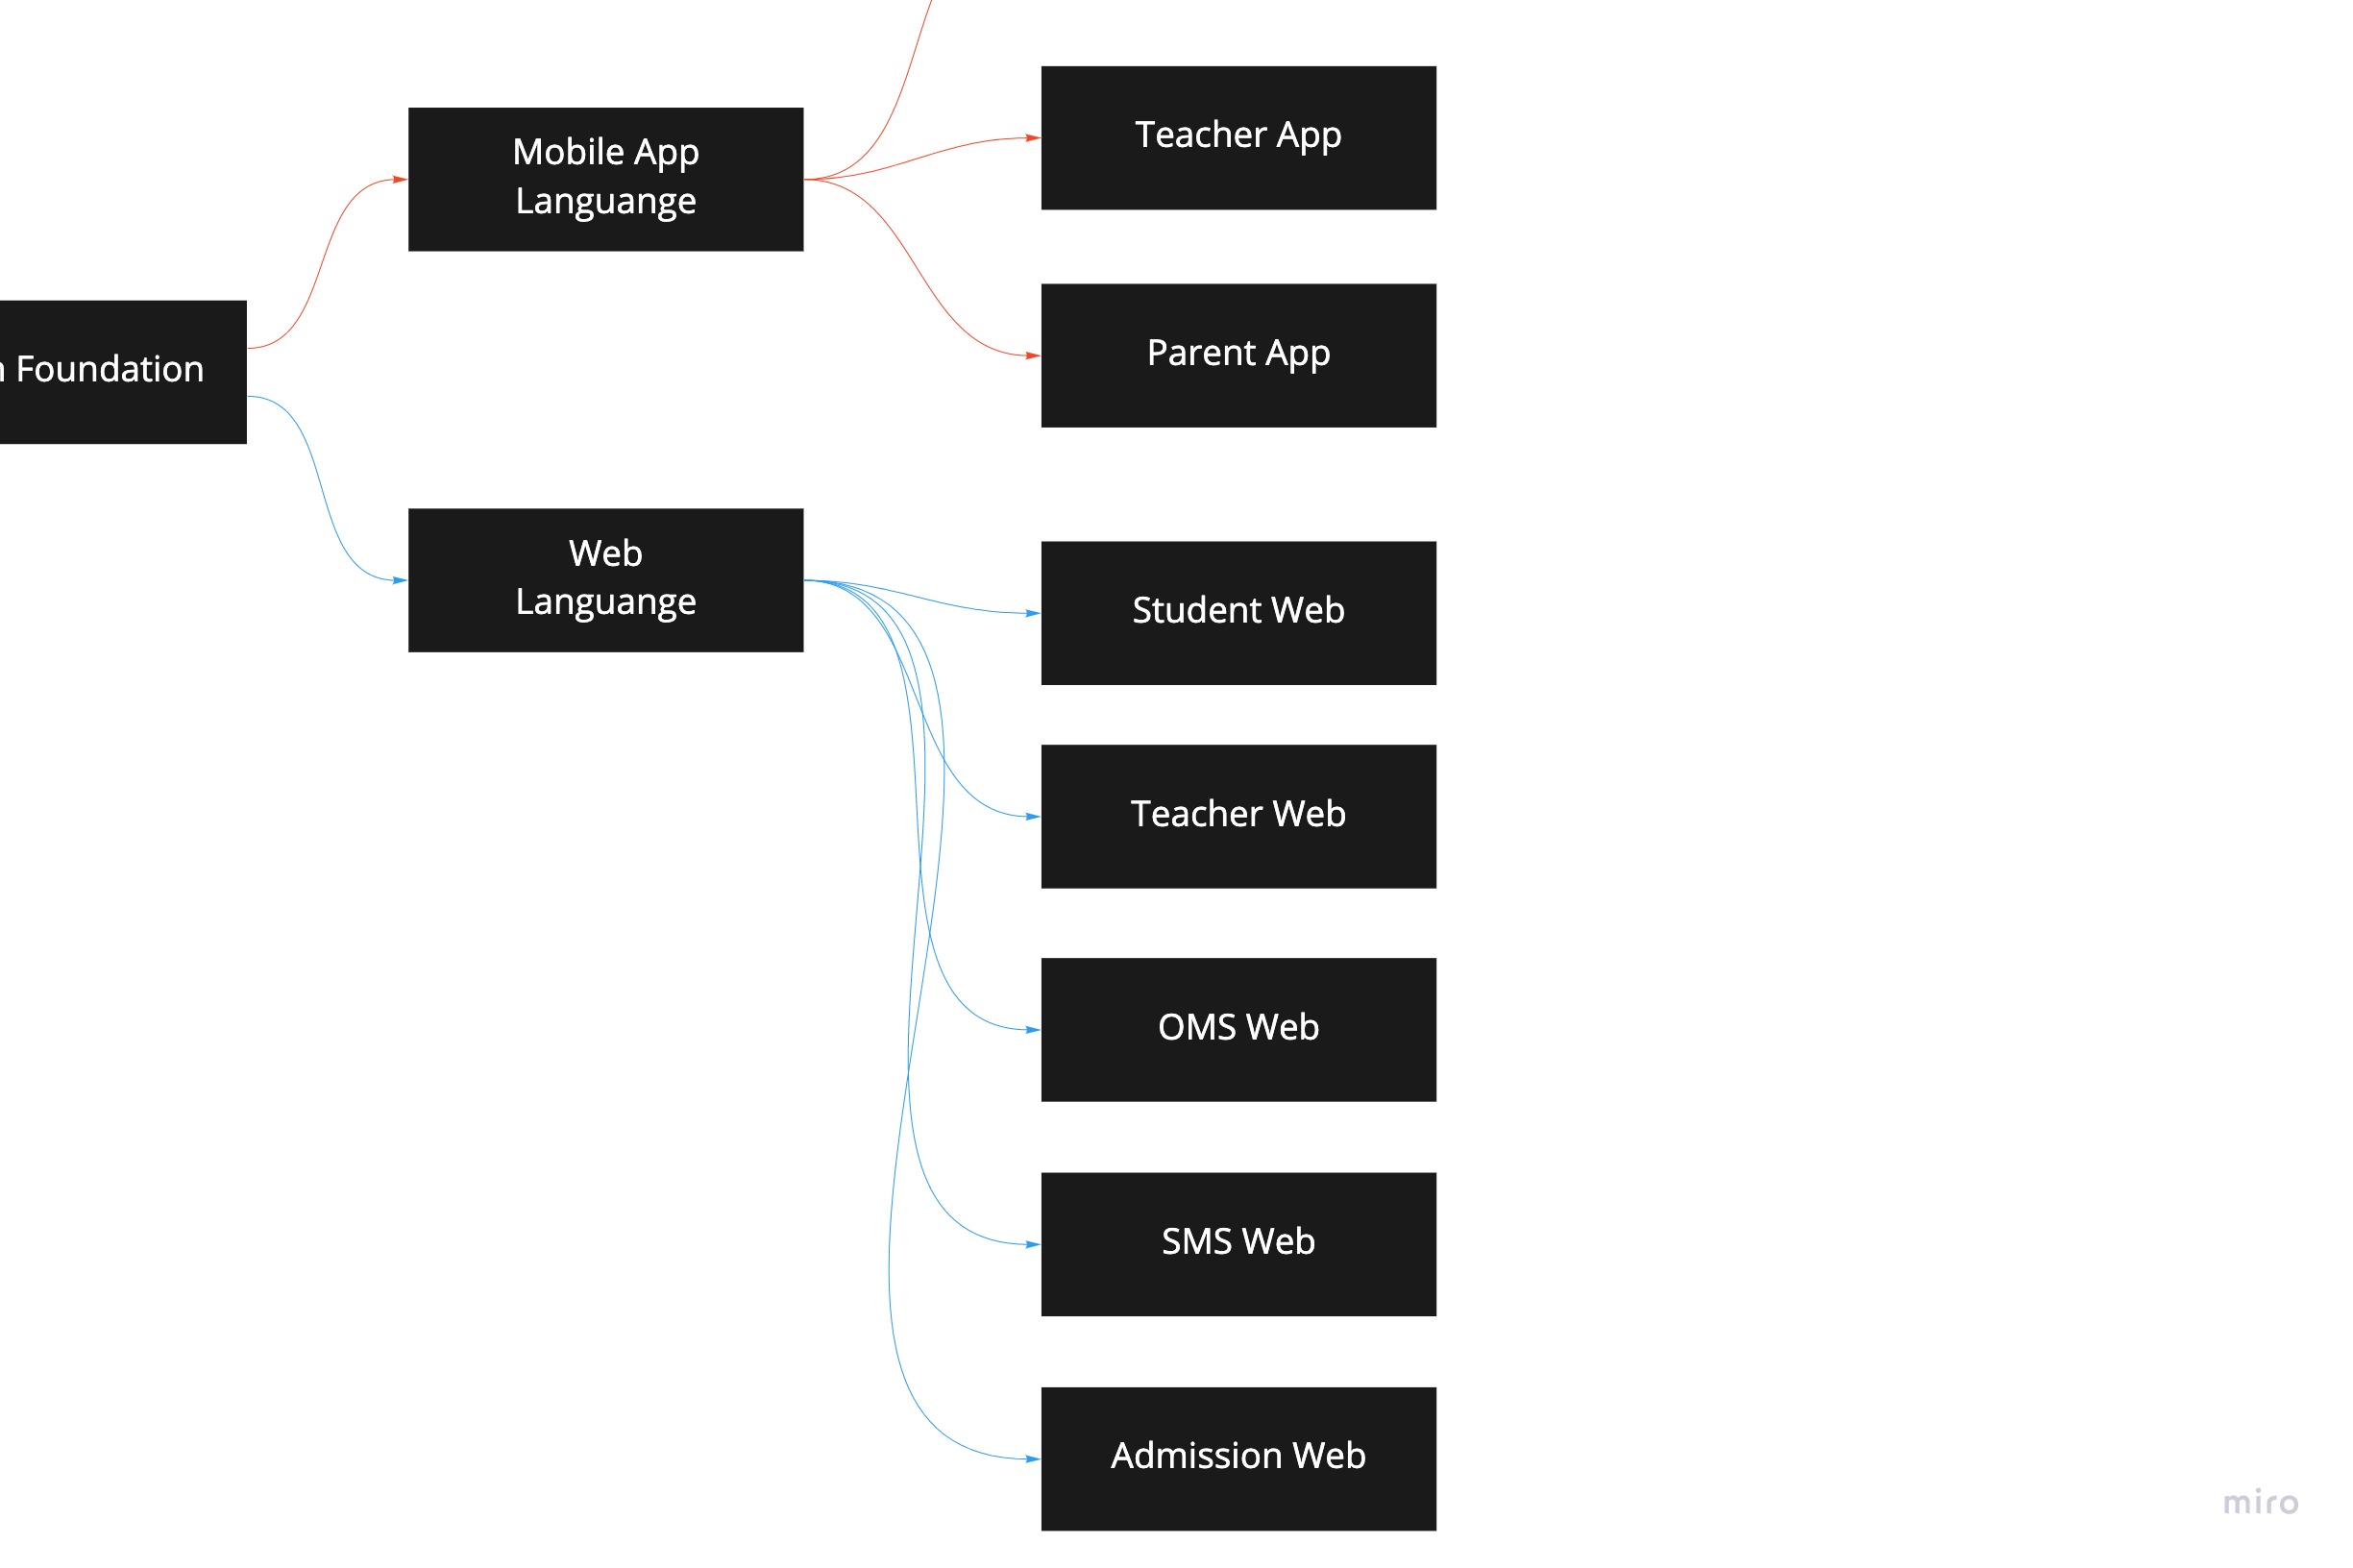 Mobile App
Languange
Teacher App
Parent App
Foundation
Web
Languange
Student Web
Teacher Web
OMS Web
SMS Web
Admission Web
miro